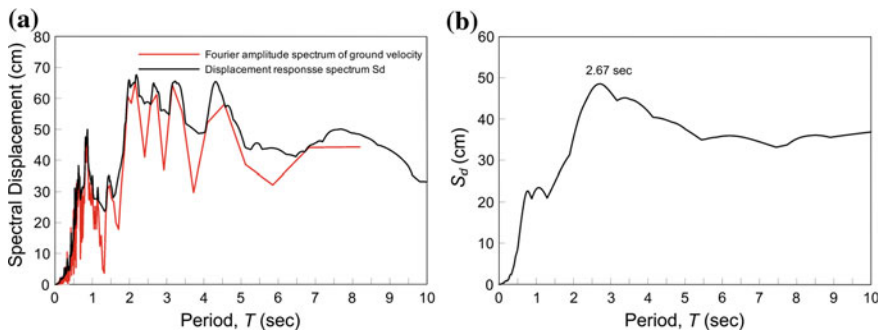 (a)
80
70
60
50
40
30
20
10
0
Spectral Displacement (cm)
Fourier amplitude spectrum of ground velocity
Displacement responsse spectrum Sd
0 1 2 3 4 5 6 7 8 9 10
Period, T (sec)
(b)
60
50
40
30
20
10
0
Sd (cm)
2.67 sec
0 1 2 3 4 5 6 7 8 9 10
Period, T (sec)